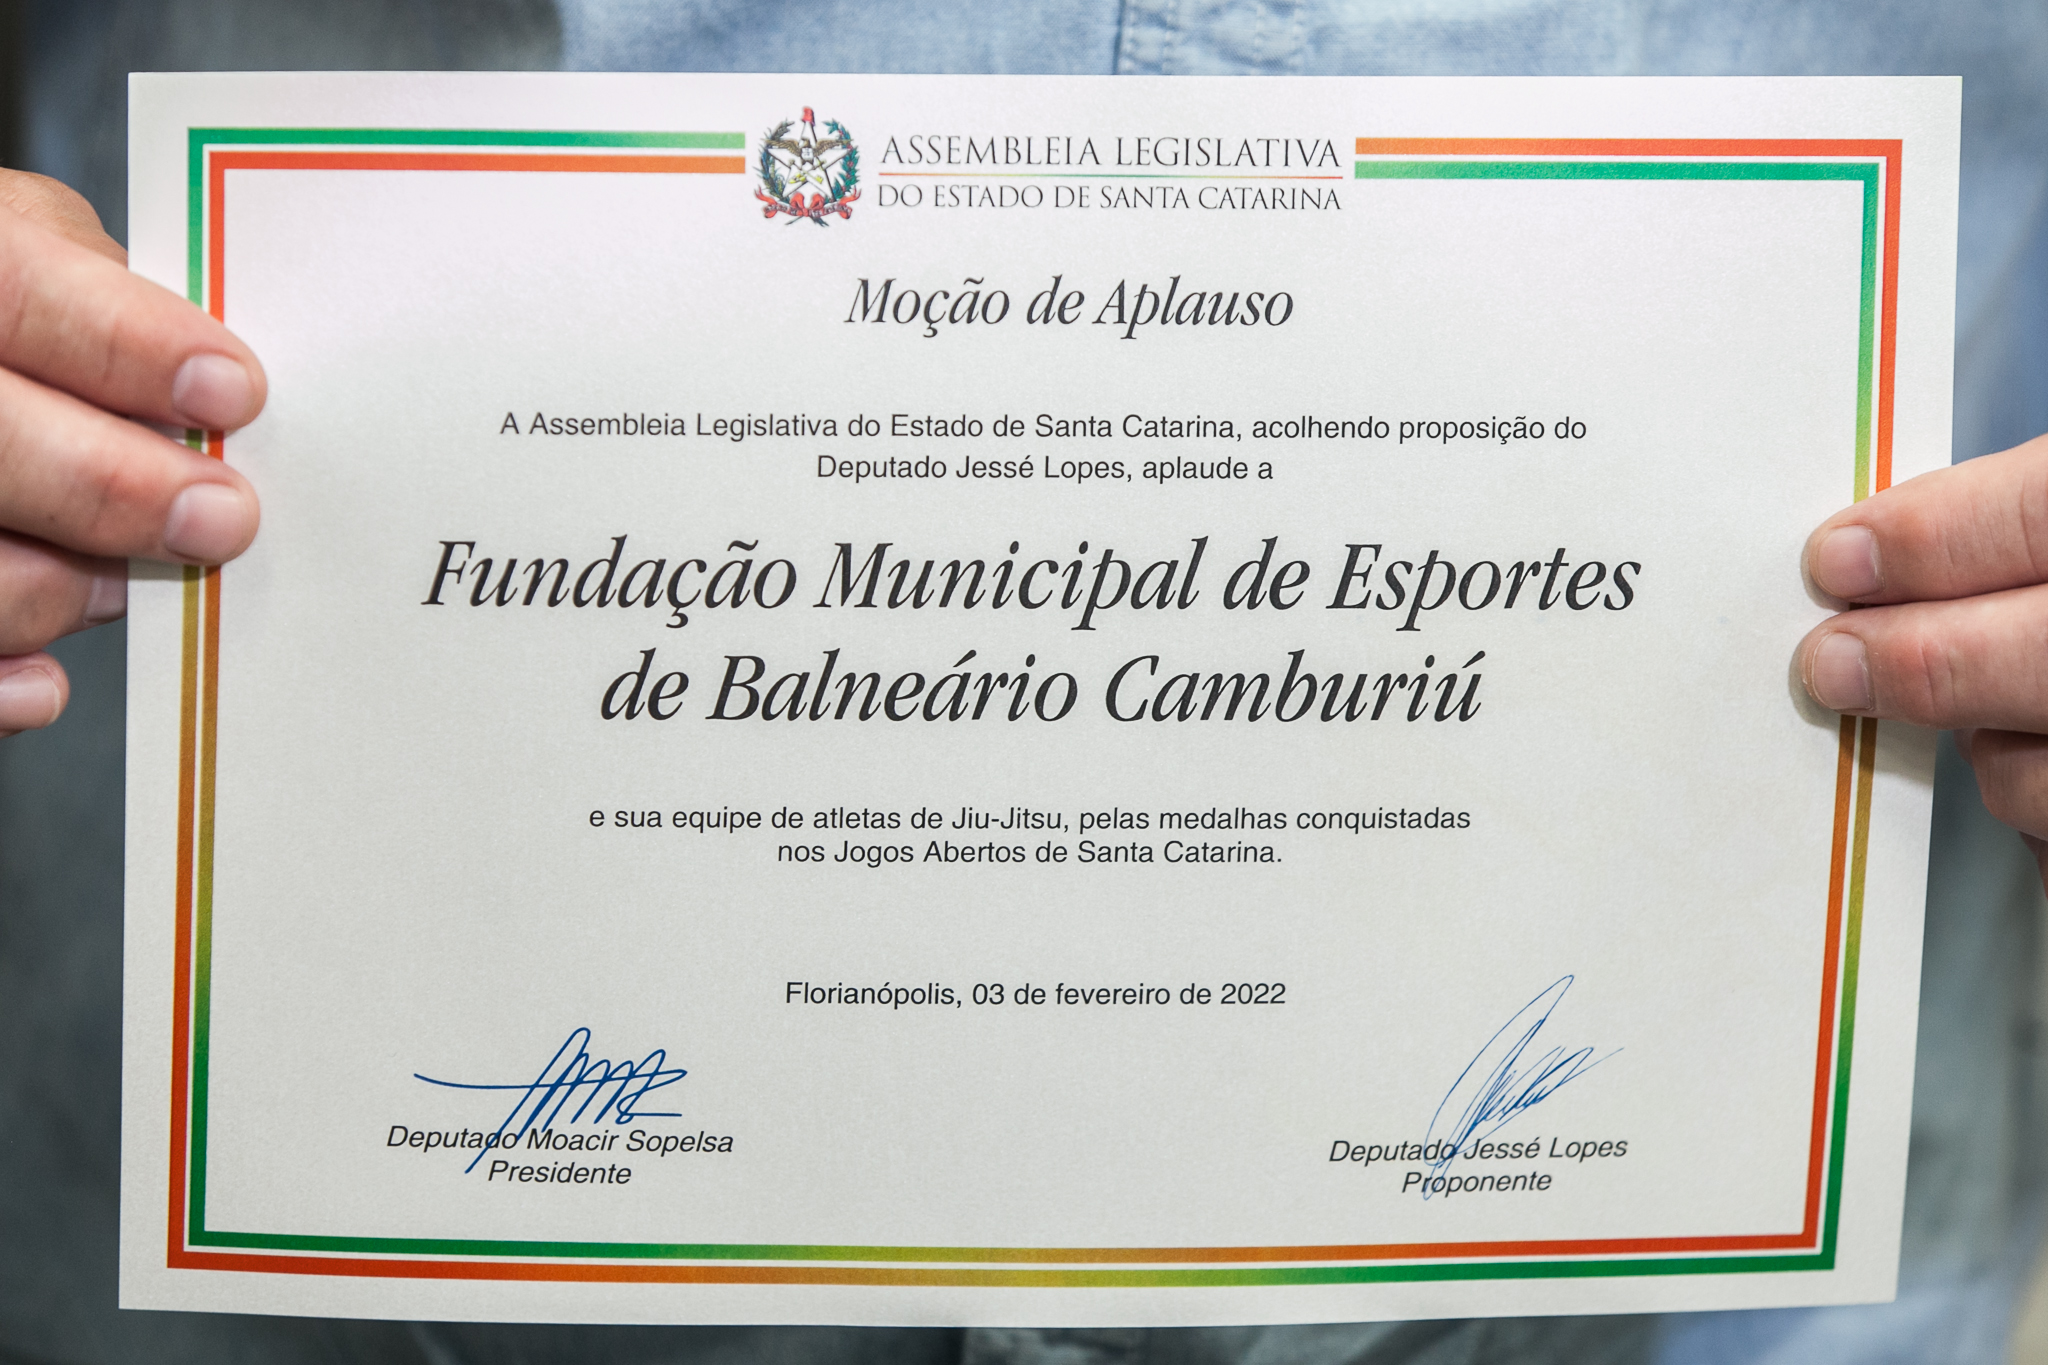 ASSEMBLEIA LEGISLATIVA
DO ESTADO DE SANTA CATARINA
Moção de Aplauso
A Assembleia Legislativa do Estado de Santa Catarina, acolhendo proposição do
Deputado Jessé Lopes, aplaude a
Fundação Municipal de Esportes
de Balneário Camburiú
e sua equipe de atletas de Jiu-Jitsu, pelas medalhas conquistadas
nos Jogos Abertos de Santa Catarina.
Florianópolis, 03 de fevereiro de 2022
Deputado Moacir Sopelsa
Presidente
Deputado Jessé Lopes
Proponente